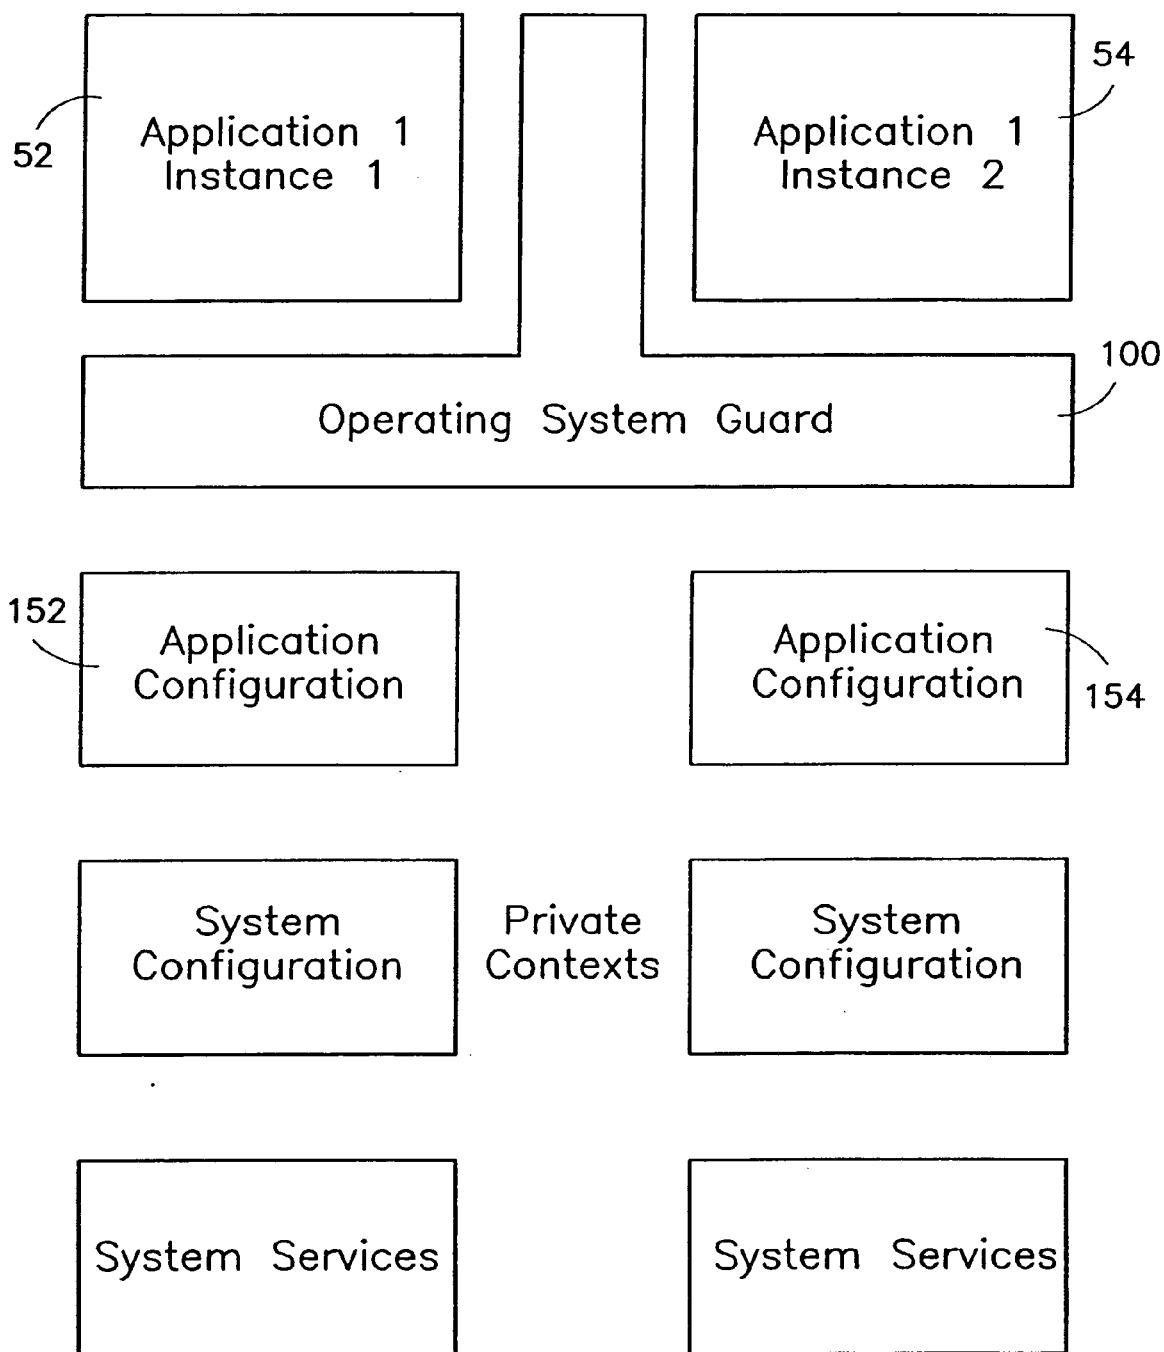 Application 1
Instance 1
52
Application 1
Instance 2
54
100
Operating System Guard
152
Application
Configuration
Application
Configuration
154
System
Configuration
Private
Contexts
System
Configuration
System Services
System Services